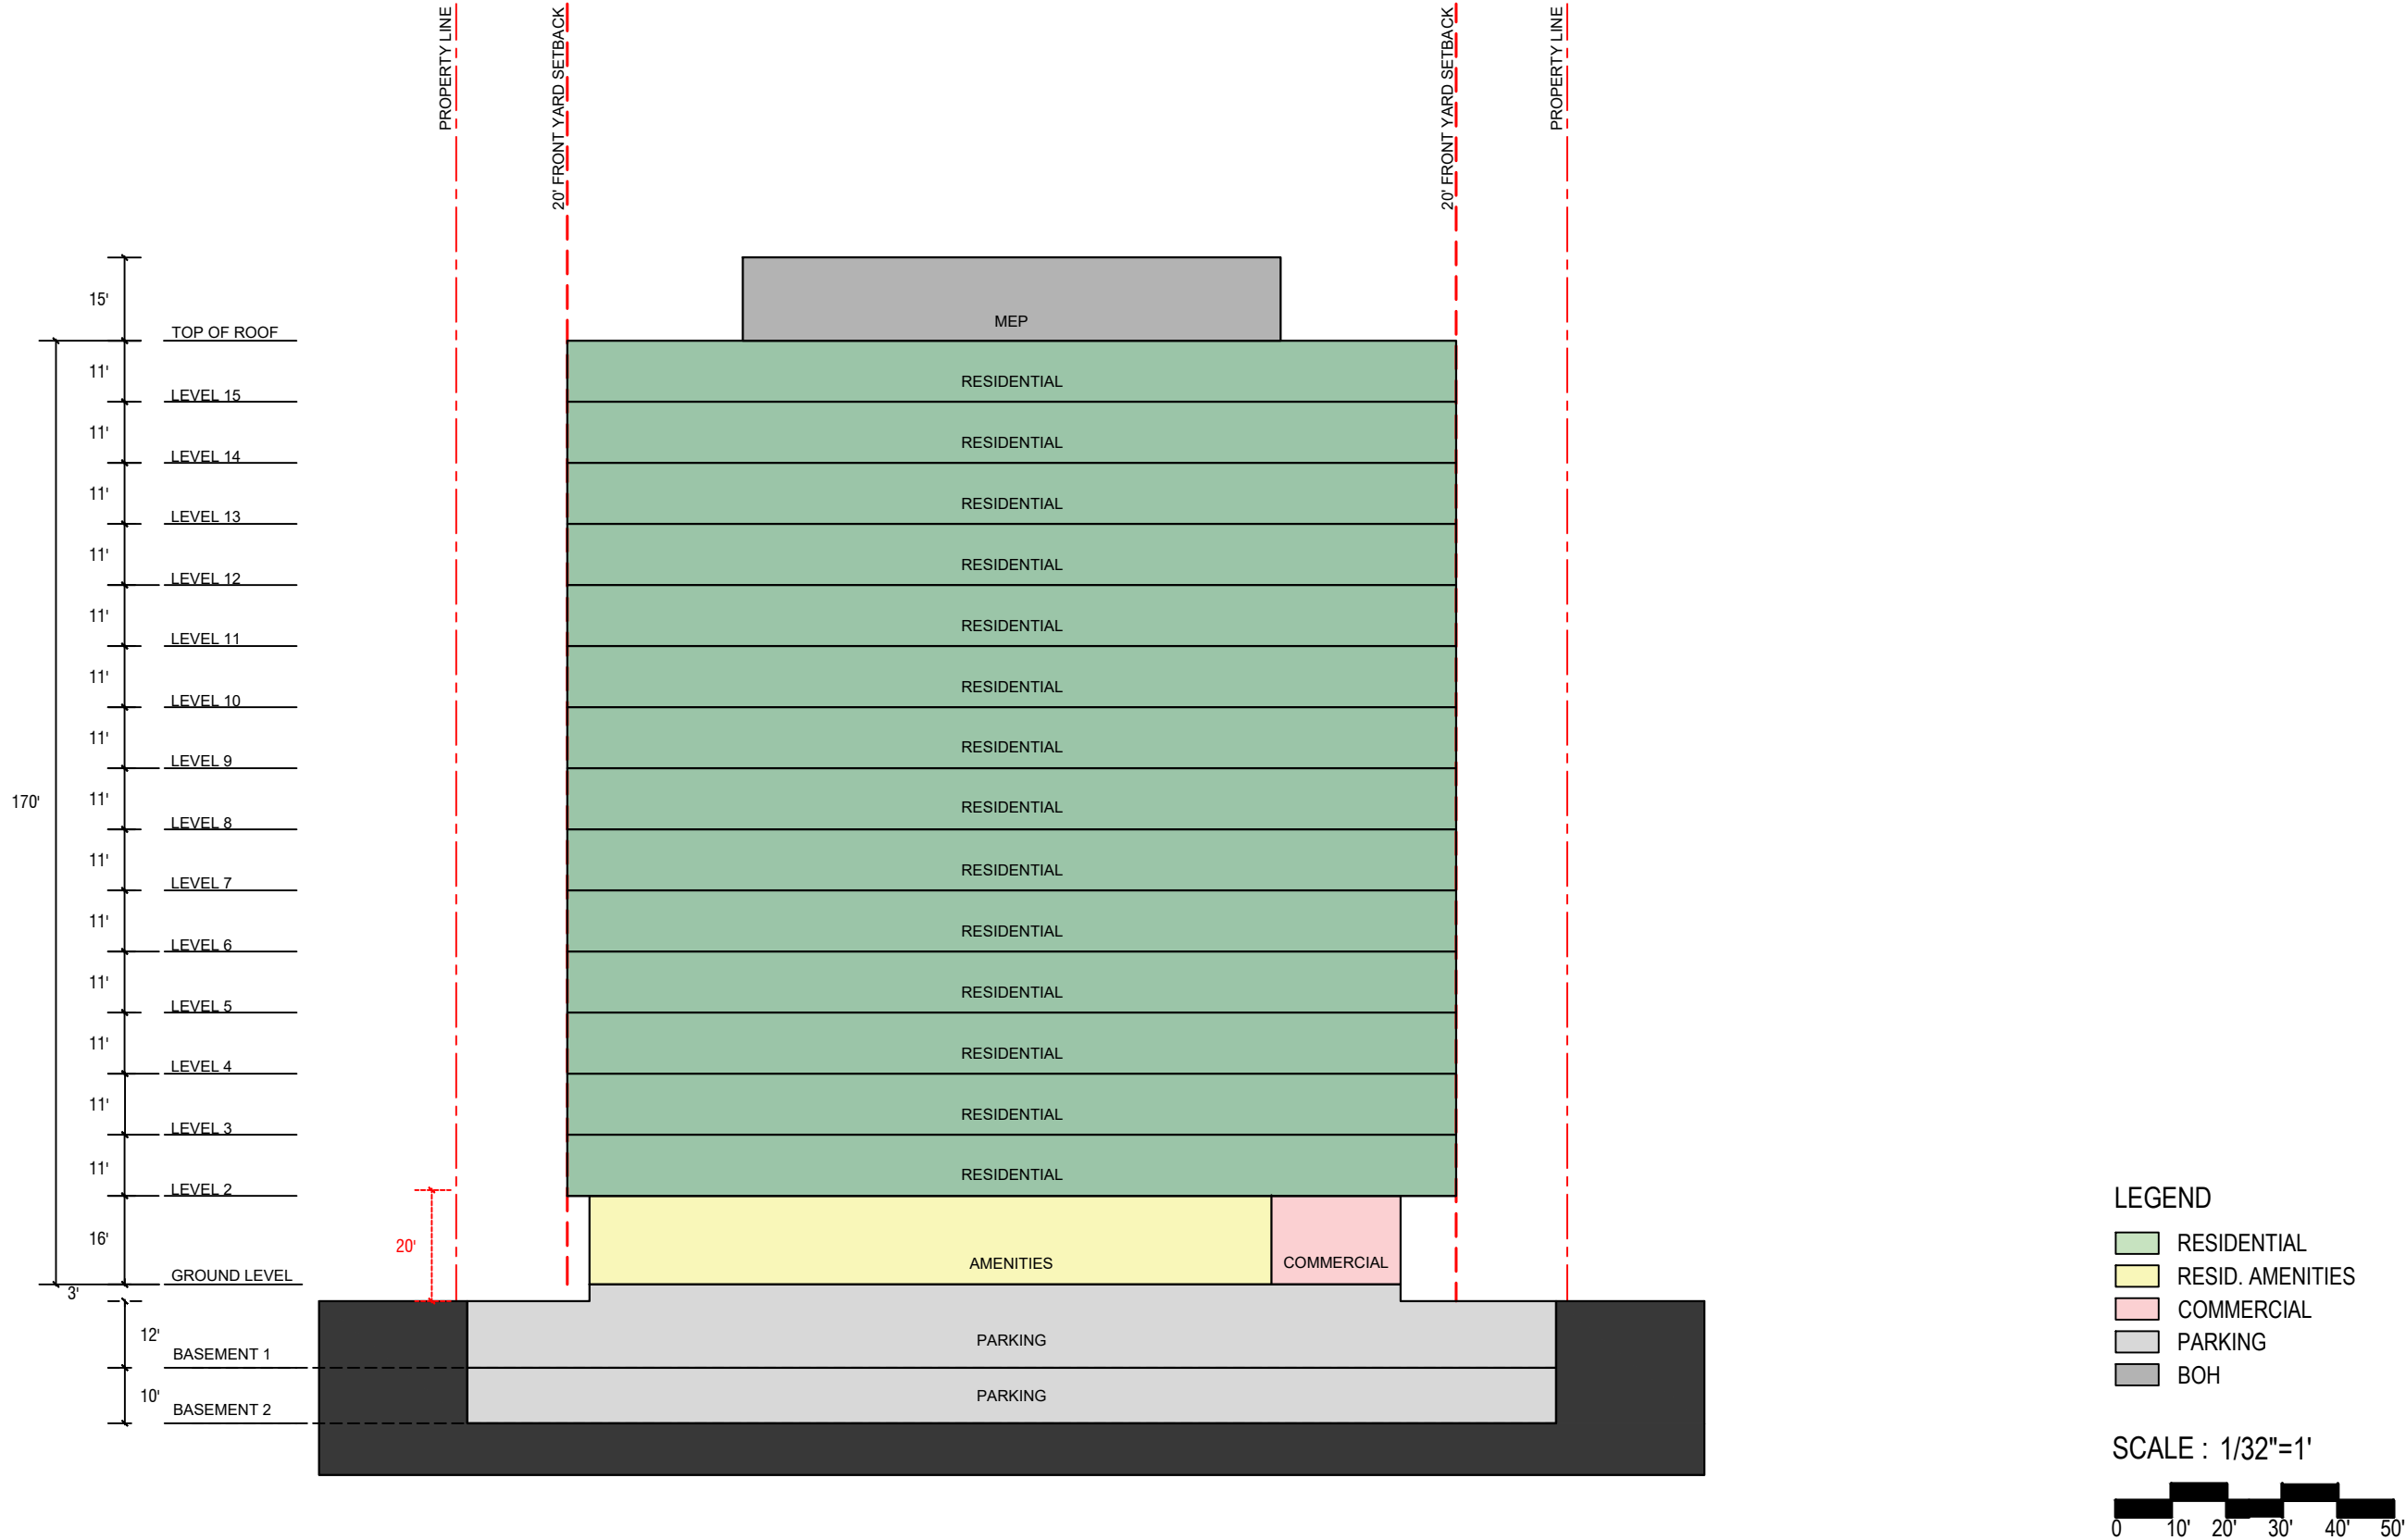 PROPERTY LINE
20' FRONT YARD SETBACK
20' FRONT YARD SETBACK
PROPERTY LINE
15'
MEP
TOP OF ROOF
11'
RESIDENTIAL
LEVEL 15
11'
RESIDENTIAL
LEVEL 14
11'
RESIDENTIAL
LEVEL 13
11'
RESIDENTIAL
LEVEL 12
11'
RESIDENTIAL
LEVEL 11
11'
RESIDENTIAL
LEVEL 10
11'
RESIDENTIAL
LEVEL 9
170'
11'
RESIDENTIAL
LEVEL 8
11'
RESIDENTIAL
LEVEL 7
11'
RESIDENTIAL
LEVEL 6
11'
RESIDENTIAL
LEVEL 5
11'
RESIDENTIAL
LEVEL 4
11'
RESIDENTIAL
LEVEL 3
11'
RESIDENTIAL
LEVEL 2
16'
20'
AMENITIES
COMMERCIAL
GROUND LEVEL
3'
12'
PARKING
BASEMENT 1
10'
PARKING
BASEMENT 2
LEGEND
RESIDENTIAL
RESID. AMENITIES
COMMERCIAL
PARKING
BOH
SCALE : 1/32"=1'
0 10' 20' 30' 40' 50'